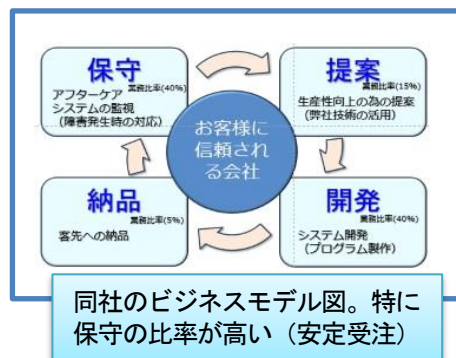 保守
業務比率(40%)
アフターケア
システムの監視
(障害発生時の対応)
提案
業務比率(15%)
生産性向上の為の提案
(弊社技術の活用)
お客様に
信頼され
る会社
納品
業務比率(5%)
客先への納品
開発
業務比率(40%)
システム開発
(プログラム製作)
同社のビジネスモデル図。特に
保守の比率が高い（安定受注）